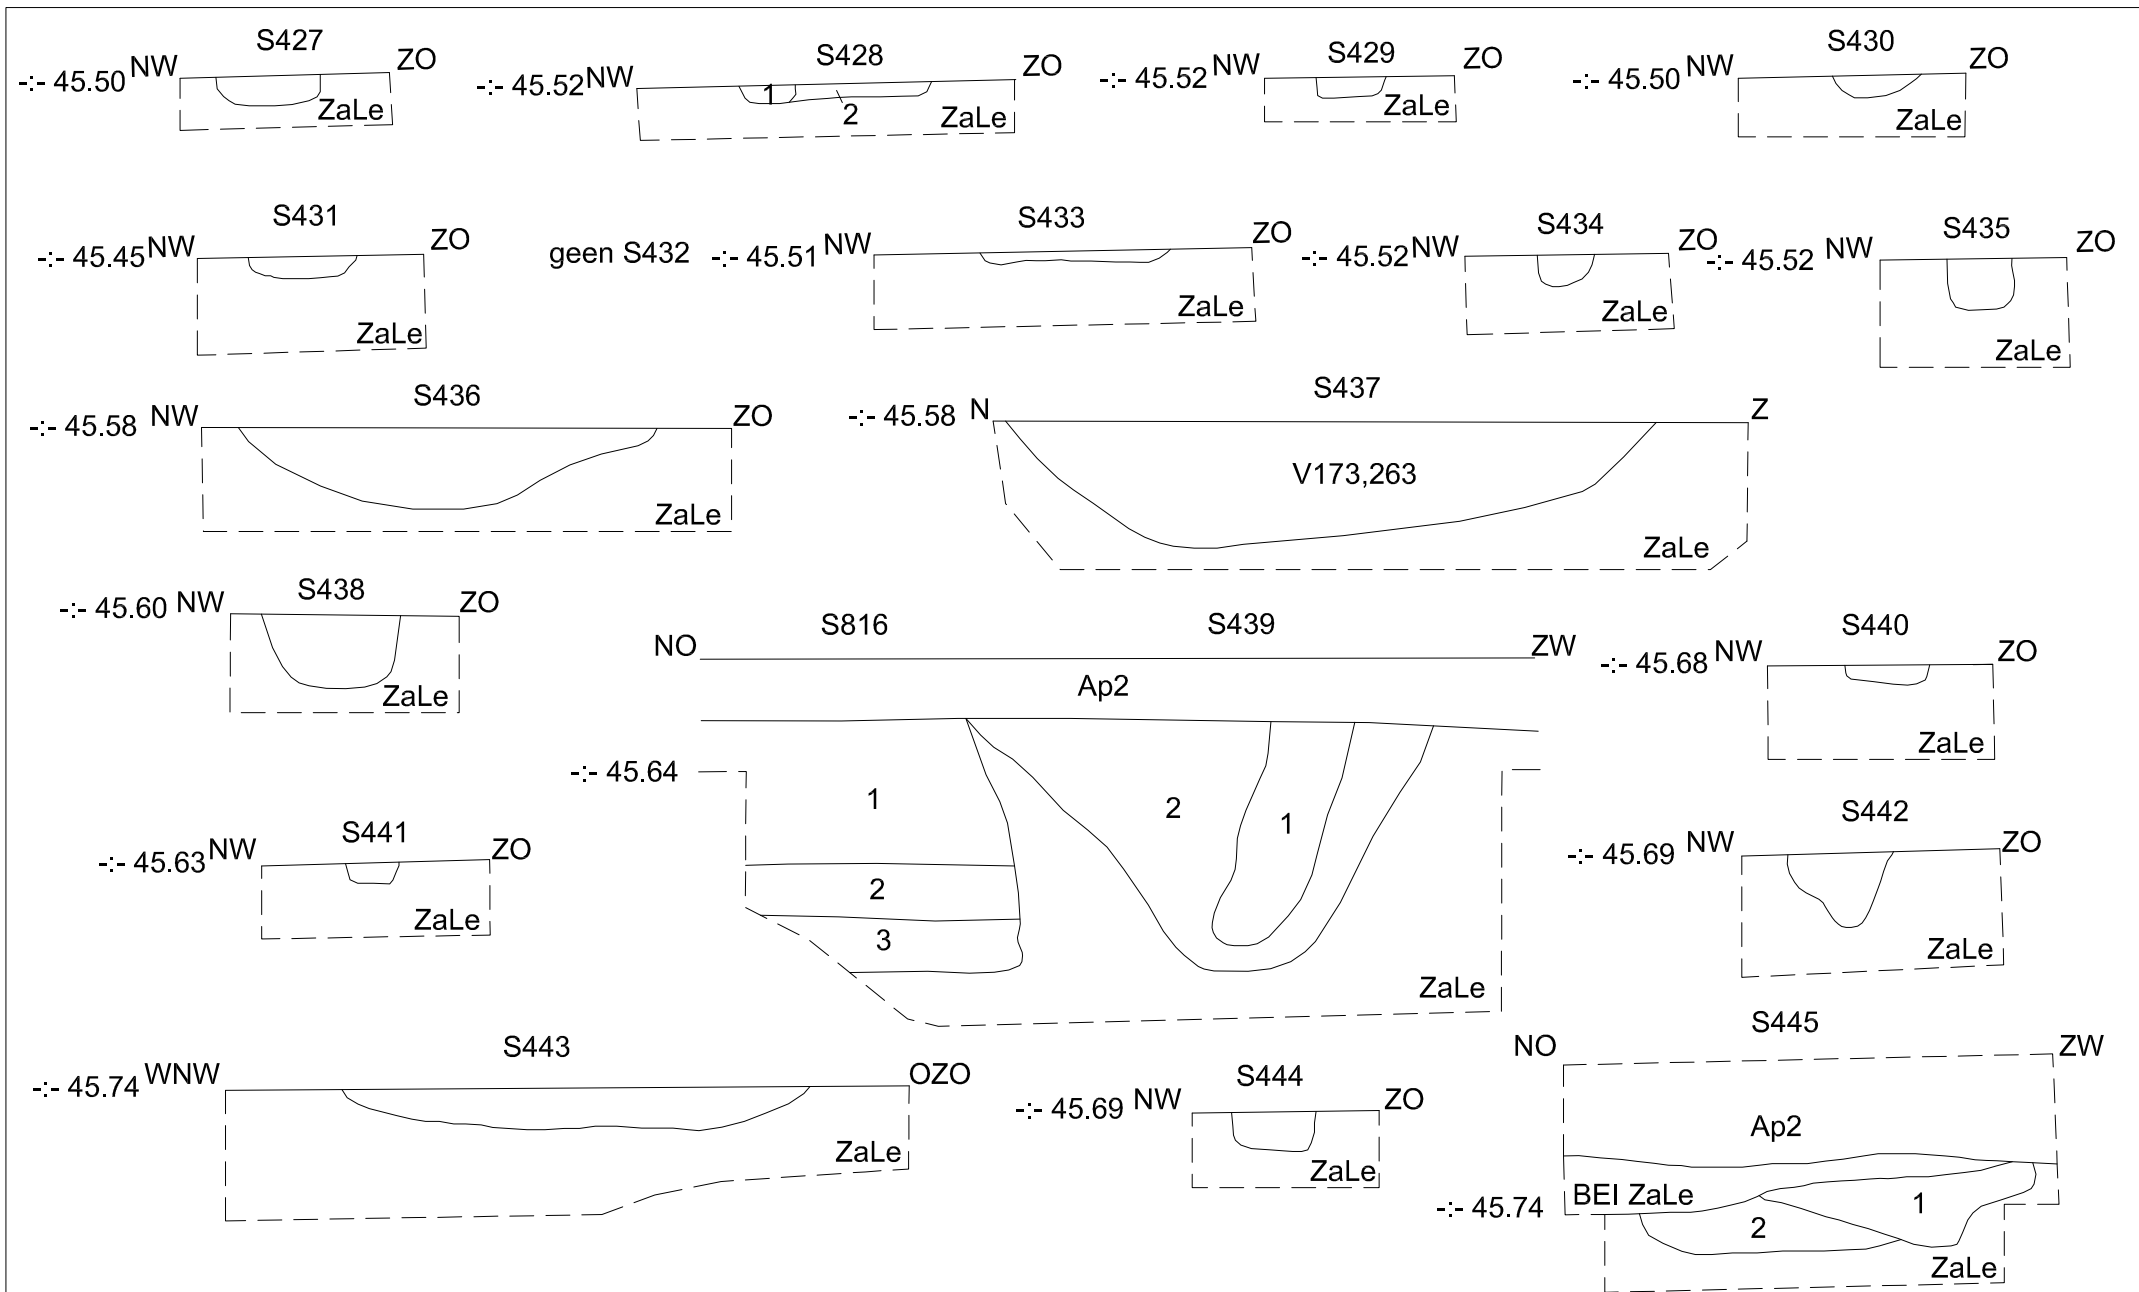 S427
-:- 45.50 NW ZO
ZaLe
S428
-:- 45.52 NW ZO
1
2
ZaLe
S429
-:- 45.52 NW ZO
ZaLe
S430
-:- 45.50 NW ZO
ZaLe
S431
-:- 45.45 NW ZO
ZaLe
geen S432
S433
-:- 45.51 NW ZO
ZaLe
S434
-:- 45.52 NW ZO
ZaLe
S435
-:- 45.52 NW ZO
ZaLe
S436
-:- 45.58 NW ZO
ZaLe
S437
-:- 45.58 N Z
V173,263
ZaLe
S438
-:- 45.60 NW ZO
ZaLe
S816 S439
NO ZW
Ap2
-:- 45.64
1
2
3
2
1
ZaLe
S440
-:- 45.68 NW ZO
ZaLe
S441
-:- 45.63 NW ZO
ZaLe
S442
-:- 45.69 NW ZO
ZaLe
S443
-:- 45.74 WNW OZO
ZaLe
S444
-:- 45.69 NW ZO
ZaLe
S445
NO ZW
Ap2
BEI ZaLe
-:- 45.74
1
2
ZaLe